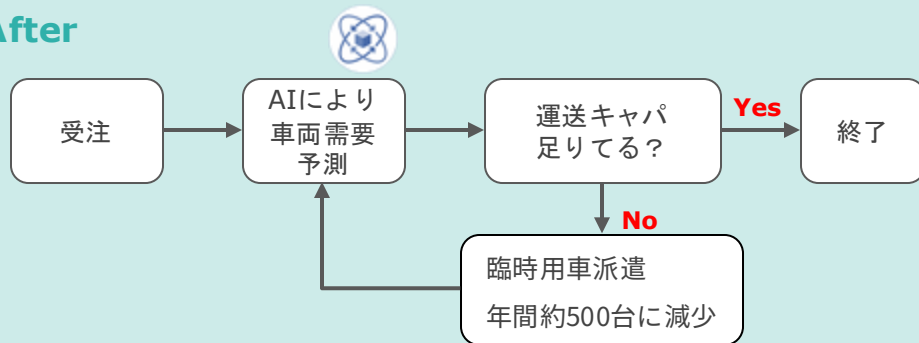 After
受注
AIにより
車両需要
予測
運送キャパ
足りてる？
Yes
終了
No
臨時用車派遣
年間約500台に減少